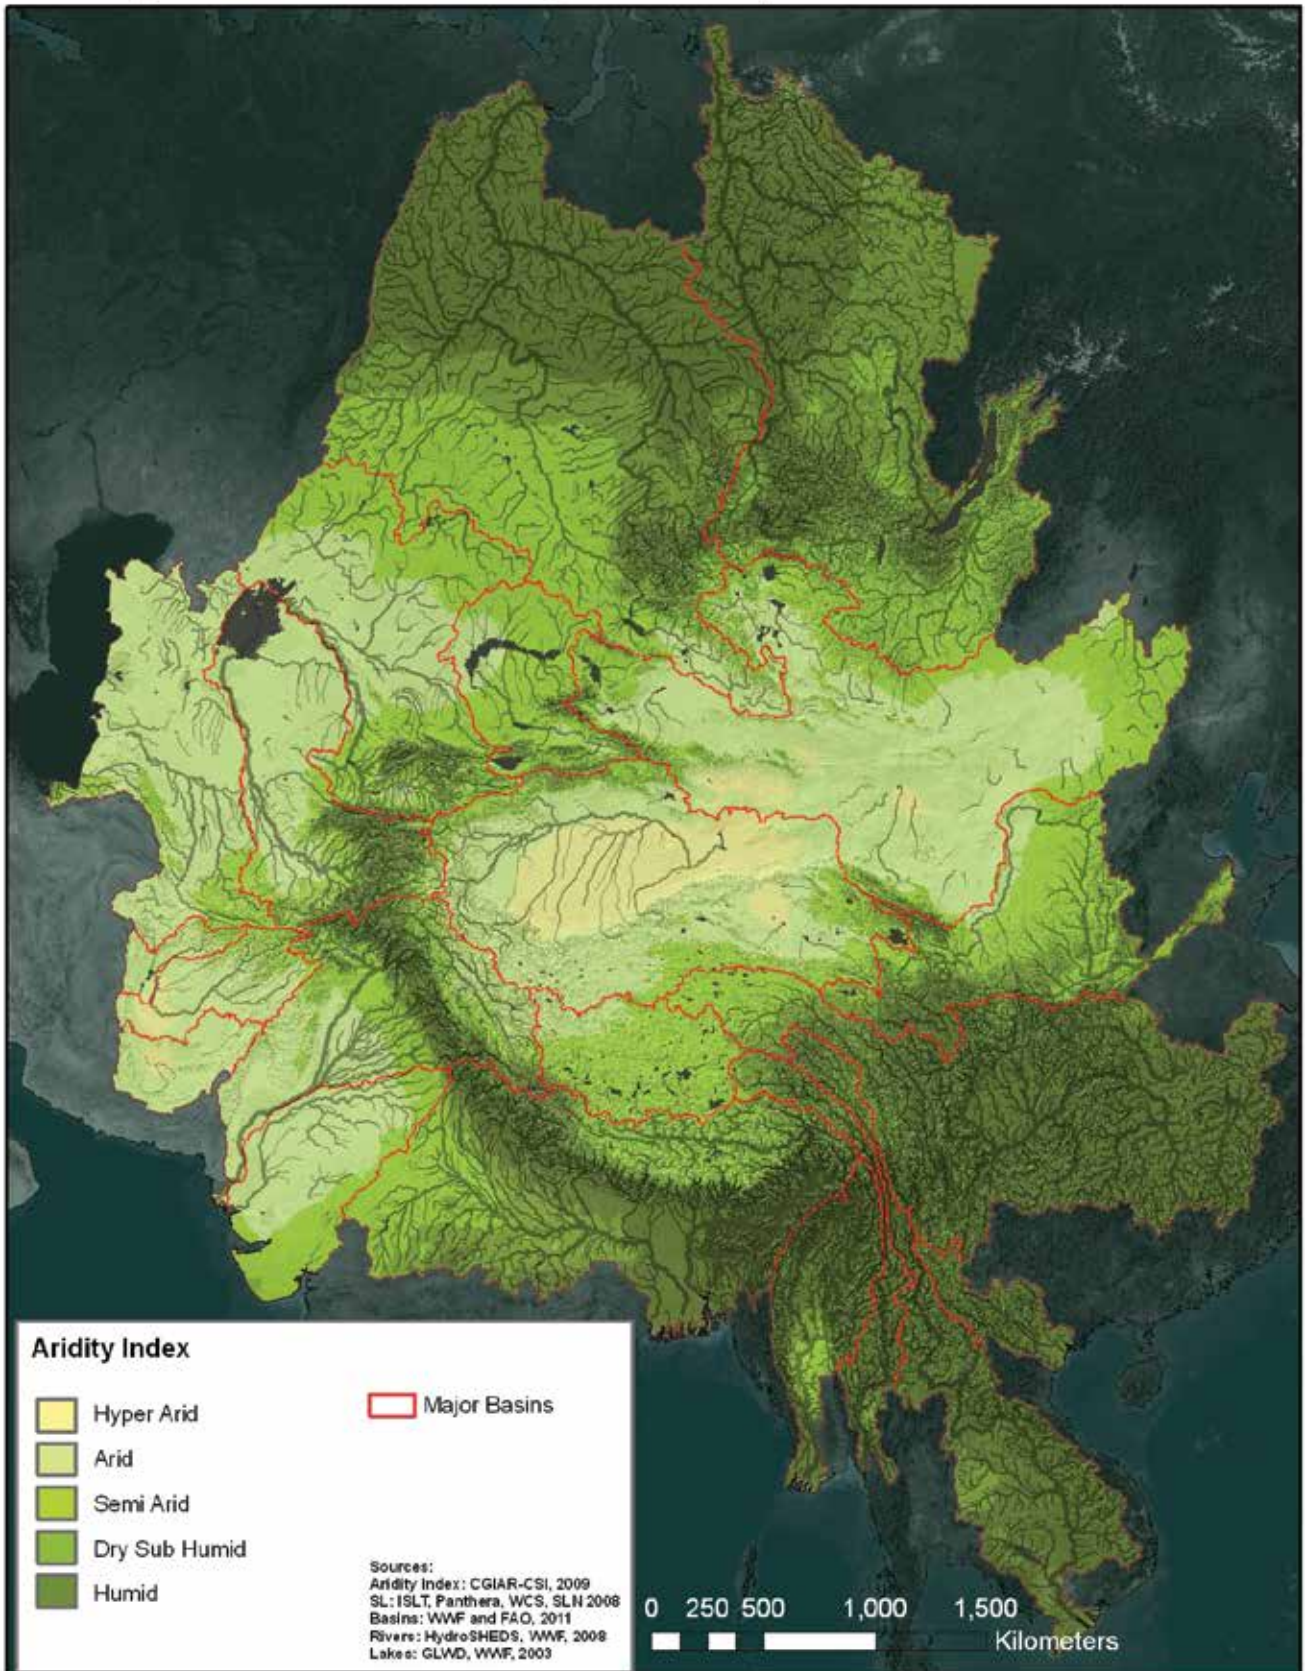 Aridity Index
Hyper Arid
Major Basins
Arid
Semi Arid
Dry Sub Humid
Humid
Sources:
Aridity Index: CGIAR-CSI, 2009
SL: ISLT, Panthera, WCS, SLN 2008
Basins: WWF and FAO, 2011
Rivers: HydroSHEDS, WWF, 2008
Lakes: GLWD, WWF, 2003
0 250 500 1,000 1,500
Kilometers